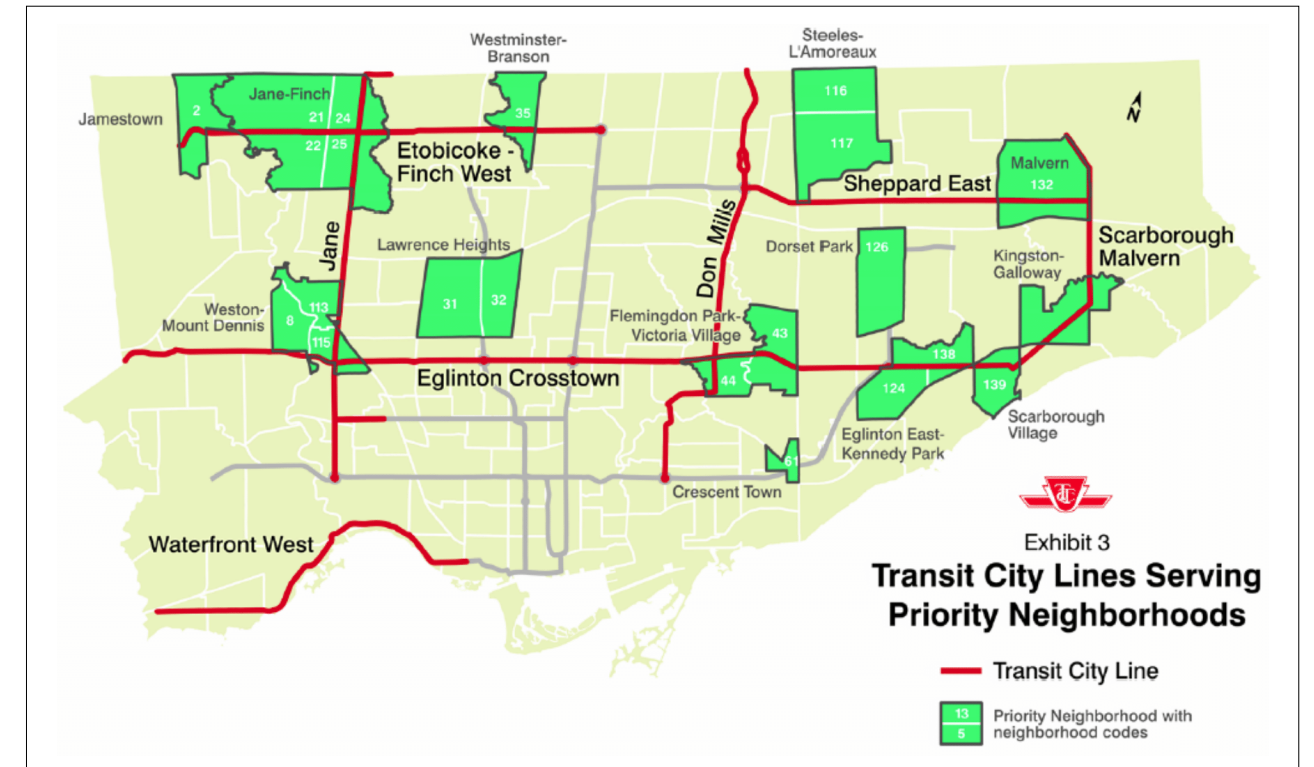 Westminster-
Branson
Steeles-
L'Amoreaux
Jamestown
2
Jane-Finch
21 24
22 25
35
116
117
N
Etobicoke -
Finch West
Malvern
132
Sheppard East
Jane
Don Mills
Lawrence Heights
31 32
Dorset Park
126
Kingston-
Galloway
Scarborough
Malvern
Weston-
Mount Dennis
8
113
115
Flemingdon Park-
Victoria Village
43
44
Eglinton Crosstown
138
124
139
Scarborough
Village
Eglinton East-
Kennedy Park
61
Crescent Town
Waterfront West
TTC
Exhibit 3
Transit City Lines Serving
Priority Neighborhoods
Transit City Line
13
5
Priority Neighborhood with
neighborhood codes